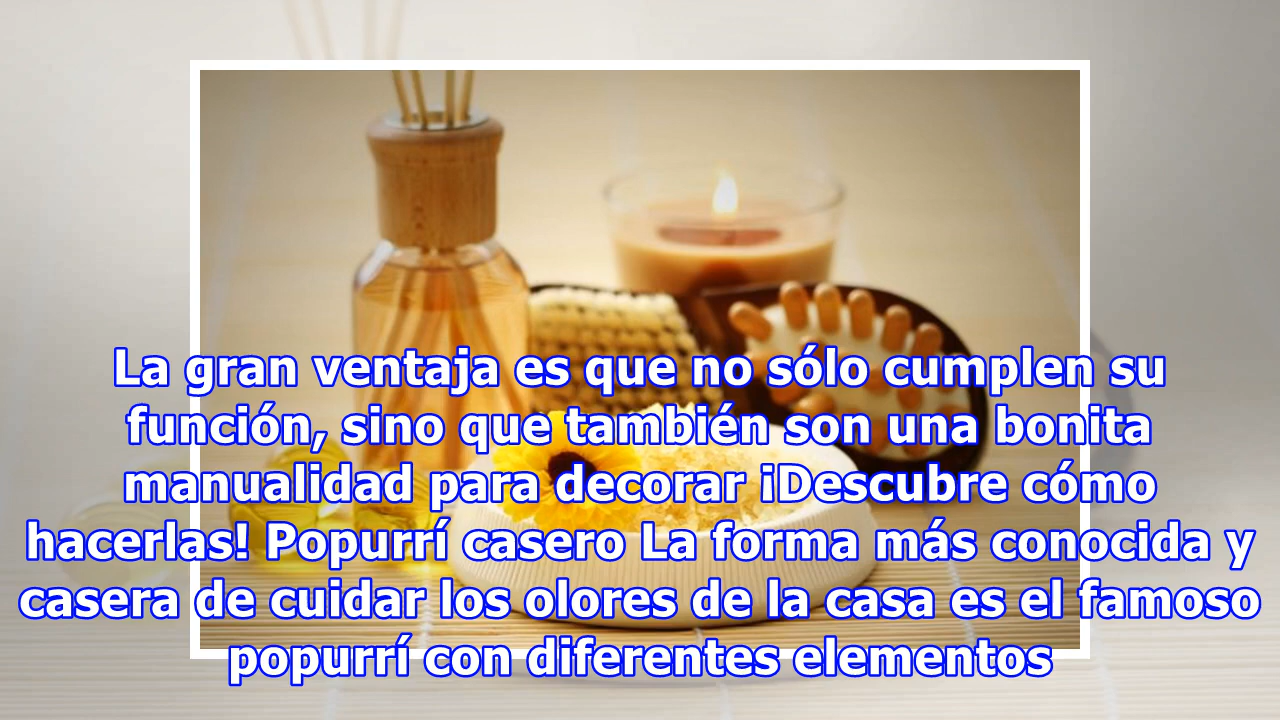 La gran ventaja es que no sólo cumplen su
función, sino que también son una bonita
manualidad para decorar ¡Descubre cómo
hacerlas! Popurrí casero La forma más conocida y
casera de cuidar los olores de la casa es el famoso
popurrí con diferentes elementos